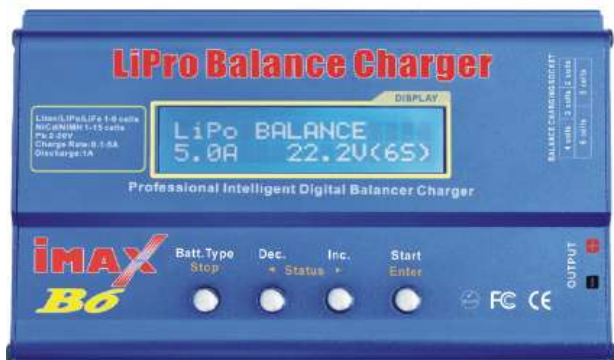 LiPro Balance Charger
DISPLAY
LiPo BALANCE
5.0A 22.2V(6S)
LiIon/LiPo/LiFe 1-6 cells
NiCd/NiMH 1-15 cells
Pb 2-20V
Charge Rate:0.1-5A
Discharge:1A
BALANCE CHARGING SOCKET
2 cells
3 cells
4 cells
5 cells
6 cells
Professional Intelligent Digital Balancer Charger
iMAX
B6
Batt.Type
Stop
Dec.
Inc.
◄ Status ►
Start
Enter
FC CE
OUTPUT
+
-